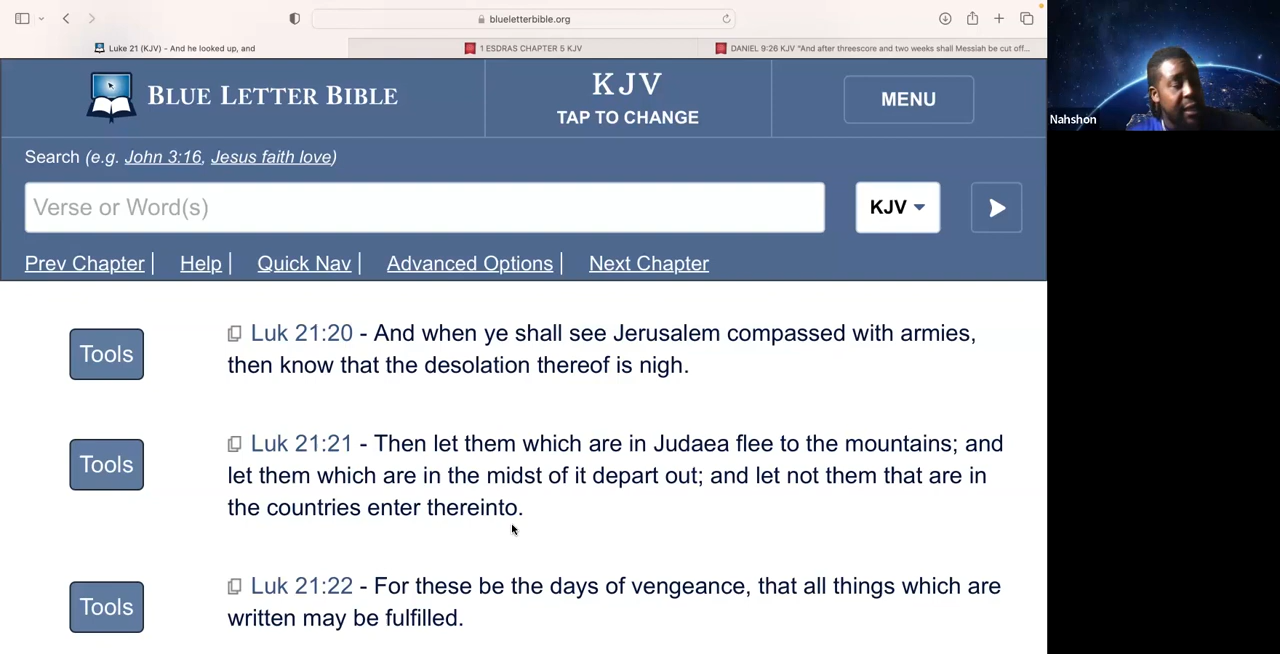 blueletterbible.org
Luke 21 (KJV) - And he looked up, and
1 ESDRAS CHAPTER 5 KJV
DANIEL 9:26 KJV "And after threescore and two weeks shall Messiah be cut off...
BLUE LETTER BIBLE
KJV
TAP TO CHANGE
MENU
Nahshon
Search (e.g. John 3:16, Jesus faith love)
Verse or Word(s)
KJV
Prev Chapter | Help | Quick Nav | Advanced Options | Next Chapter
Tools
Luk 21:20 - And when ye shall see Jerusalem compassed with armies,
then know that the desolation thereof is nigh.
Tools
Luk 21:21 - Then let them which are in Judaea flee to the mountains; and
let them which are in the midst of it depart out; and let not them that are in
the countries enter thereinto.
Tools
Luk 21:22 - For these be the days of vengeance, that all things which are
written may be fulfilled.